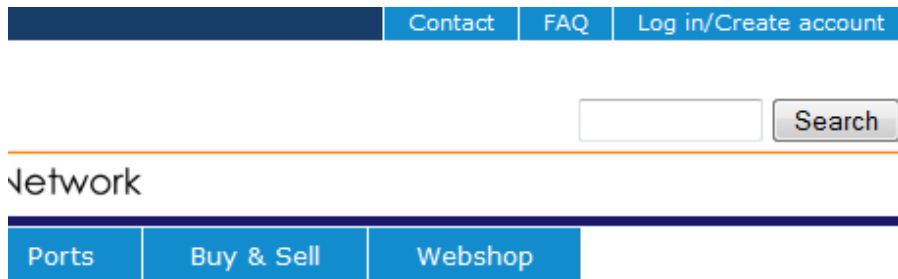 Contact FAQ Log in/Create account
Search
Network
Ports Buy & Sell Webshop